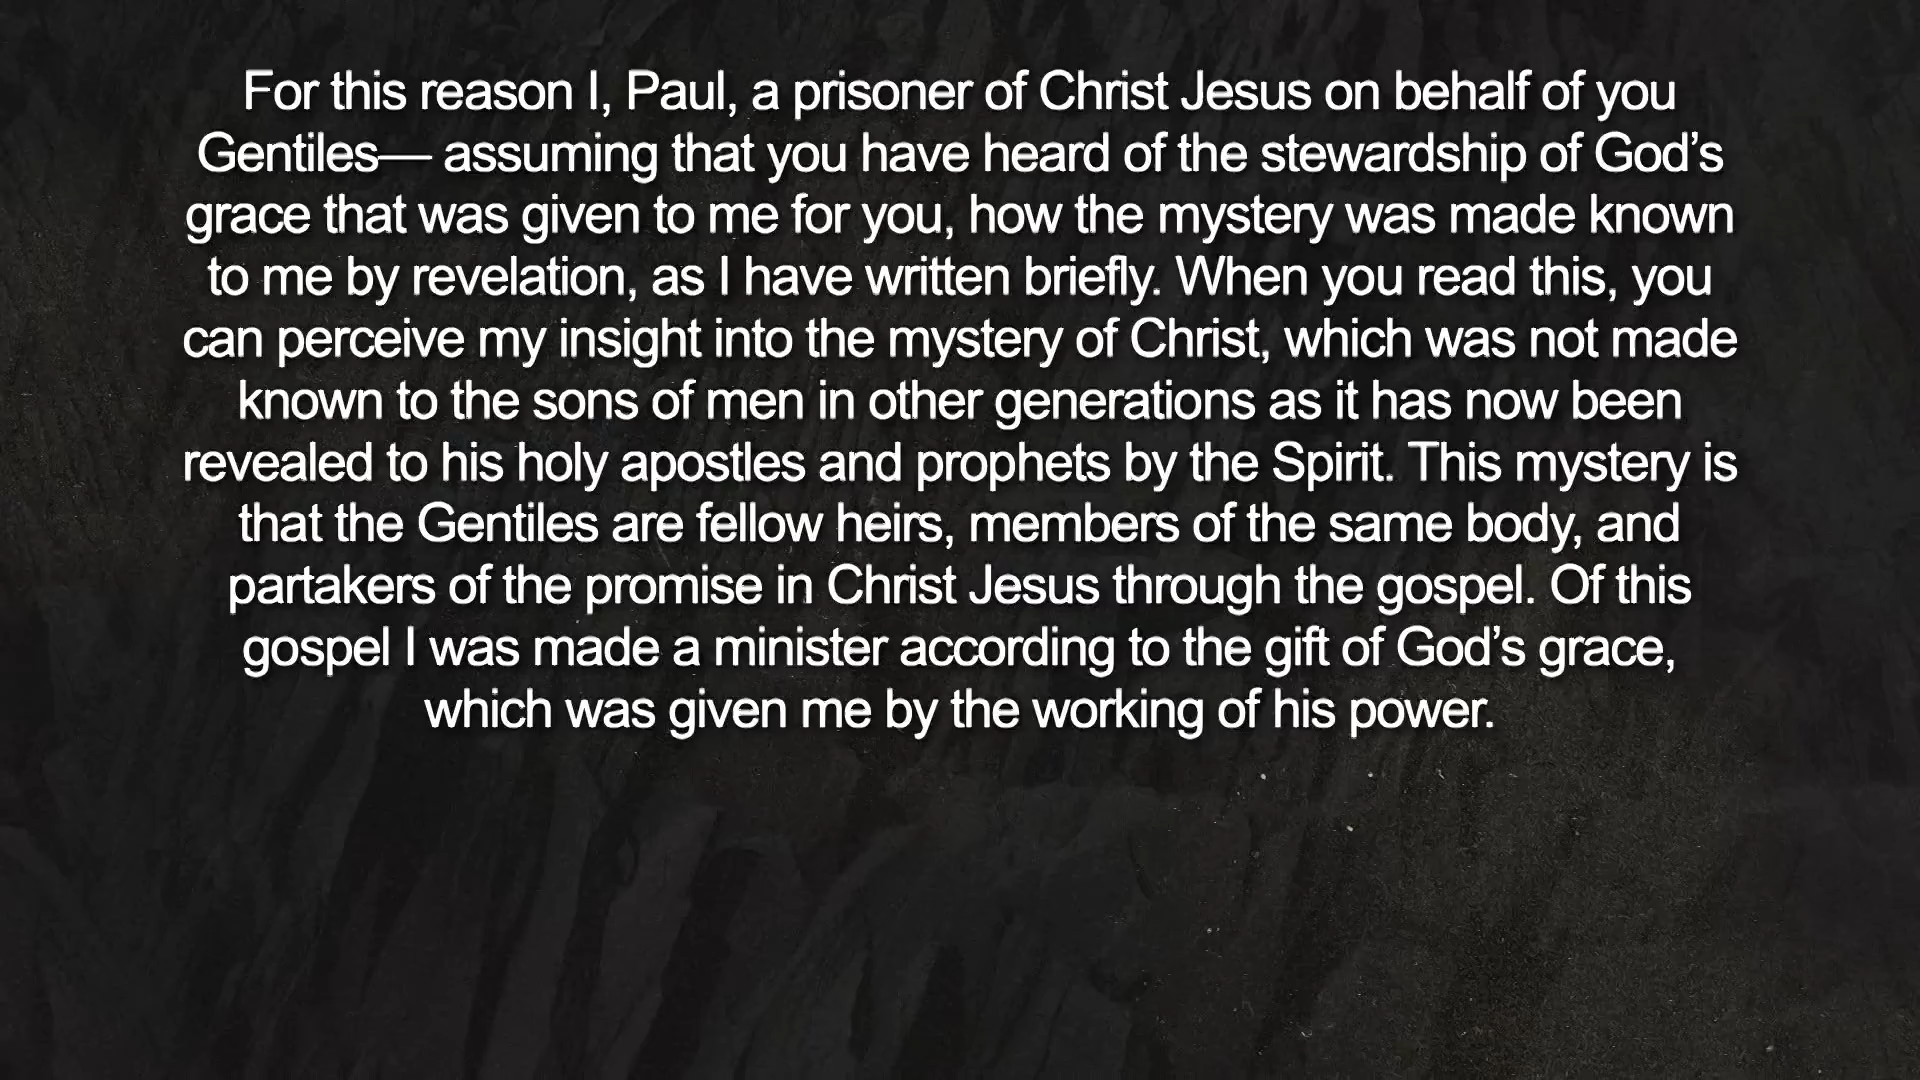 For this reason I, Paul, a prisoner of Christ Jesus on behalf of you
Gentiles— assuming that you have heard of the stewardship of God’s
grace that was given to me for you, how the mystery was made known
to me by revelation, as I have written briefly. When you read this, you
can perceive my insight into the mystery of Christ, which was not made
known to the sons of men in other generations as it has now been
revealed to his holy apostles and prophets by the Spirit. This mystery is
that the Gentiles are fellow heirs, members of the same body, and
partakers of the promise in Christ Jesus through the gospel. Of this
gospel I was made a minister according to the gift of God’s grace,
which was given me by the working of his power.